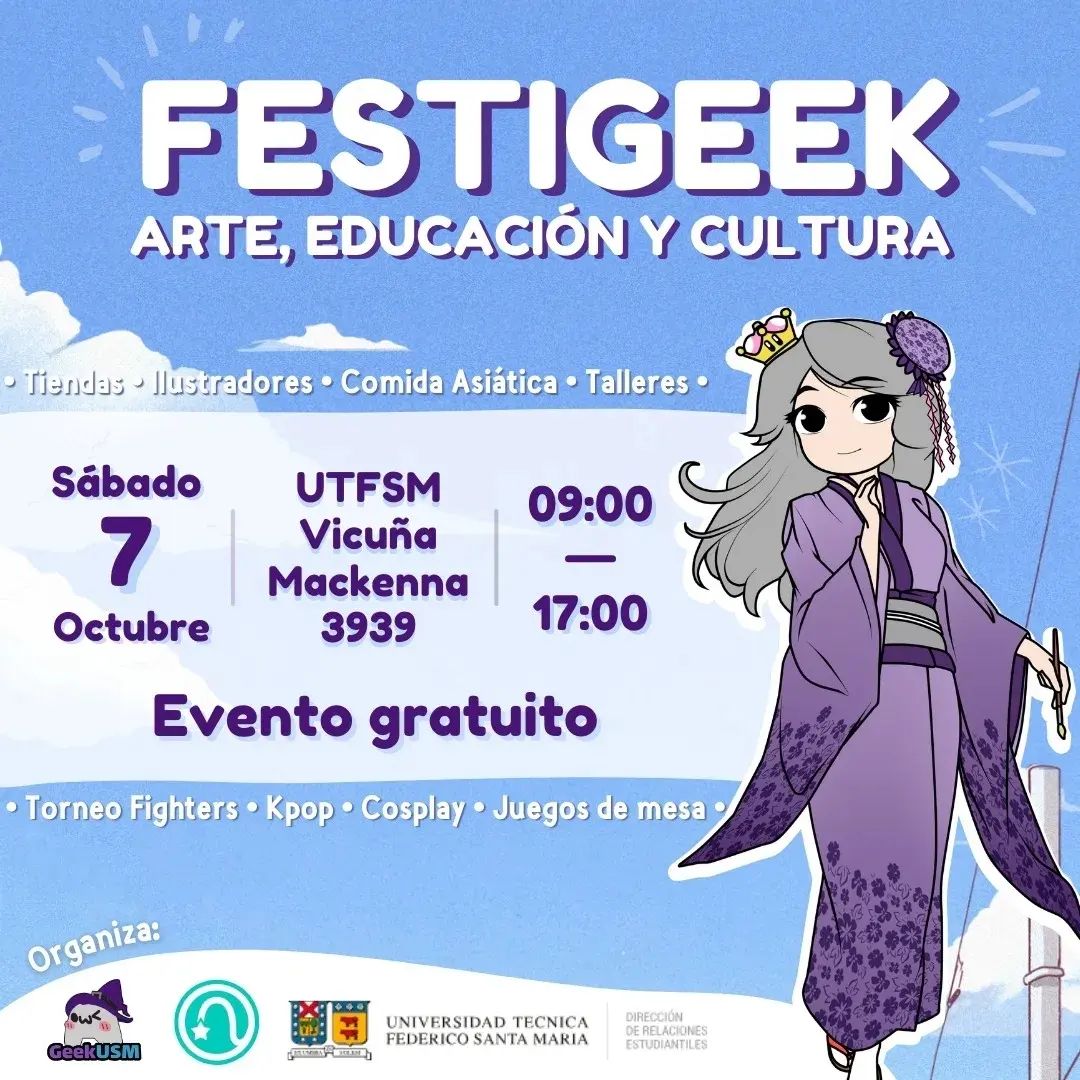 FESTIGEEK
ARTE, EDUCACIÓN Y CULTURA
• Tiendas • Ilustradores • Comida Asiática • Talleres •
Sábado
7
Octubre
UTFSM
Vicuña
Mackenna
3939
09:00
—
17:00
Evento gratuito
• Torneo Fighters • Kpop • Cosplay • Juegos de mesa •
Organiza:
GeekUSM
UNIVERSIDAD TECNICA
FEDERICO SANTA MARIA
DIRECCIÓN
DE RELACIONES
ESTUDIANTILES